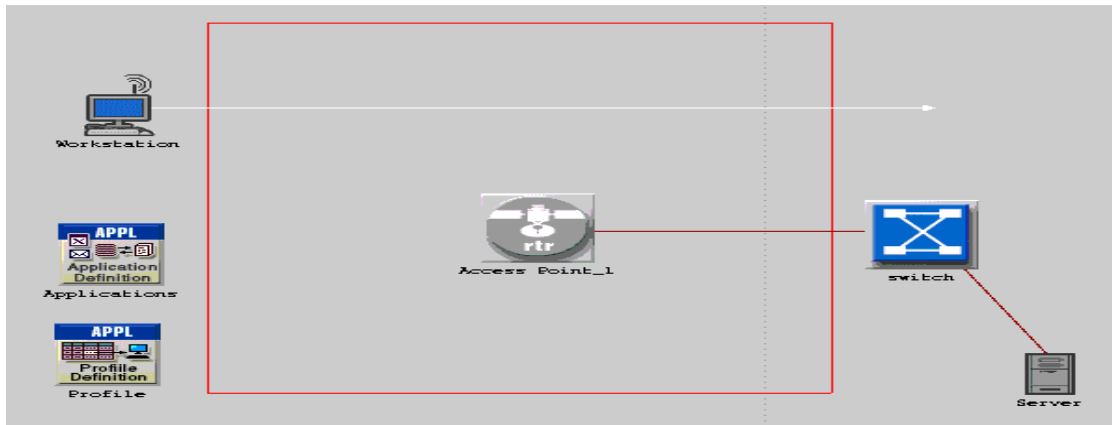 Workstation
APPL
Application
Definition
Applications
APPL
Profile
Definition
Profile
rtr
Access Point_1
switch
Server